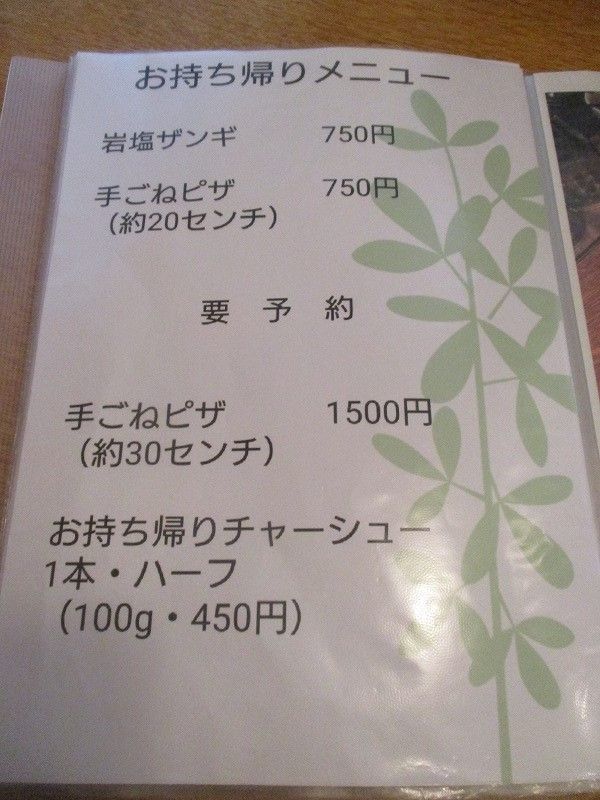 お持ち帰りメニュー
岩塩ザンギ 750円
手ごねピザ 750円
（約20センチ）
要 予 約
手ごねピザ 1500円
（約30センチ）
お持ち帰りチャーシュー
1本・ハーフ
（100g・450円）